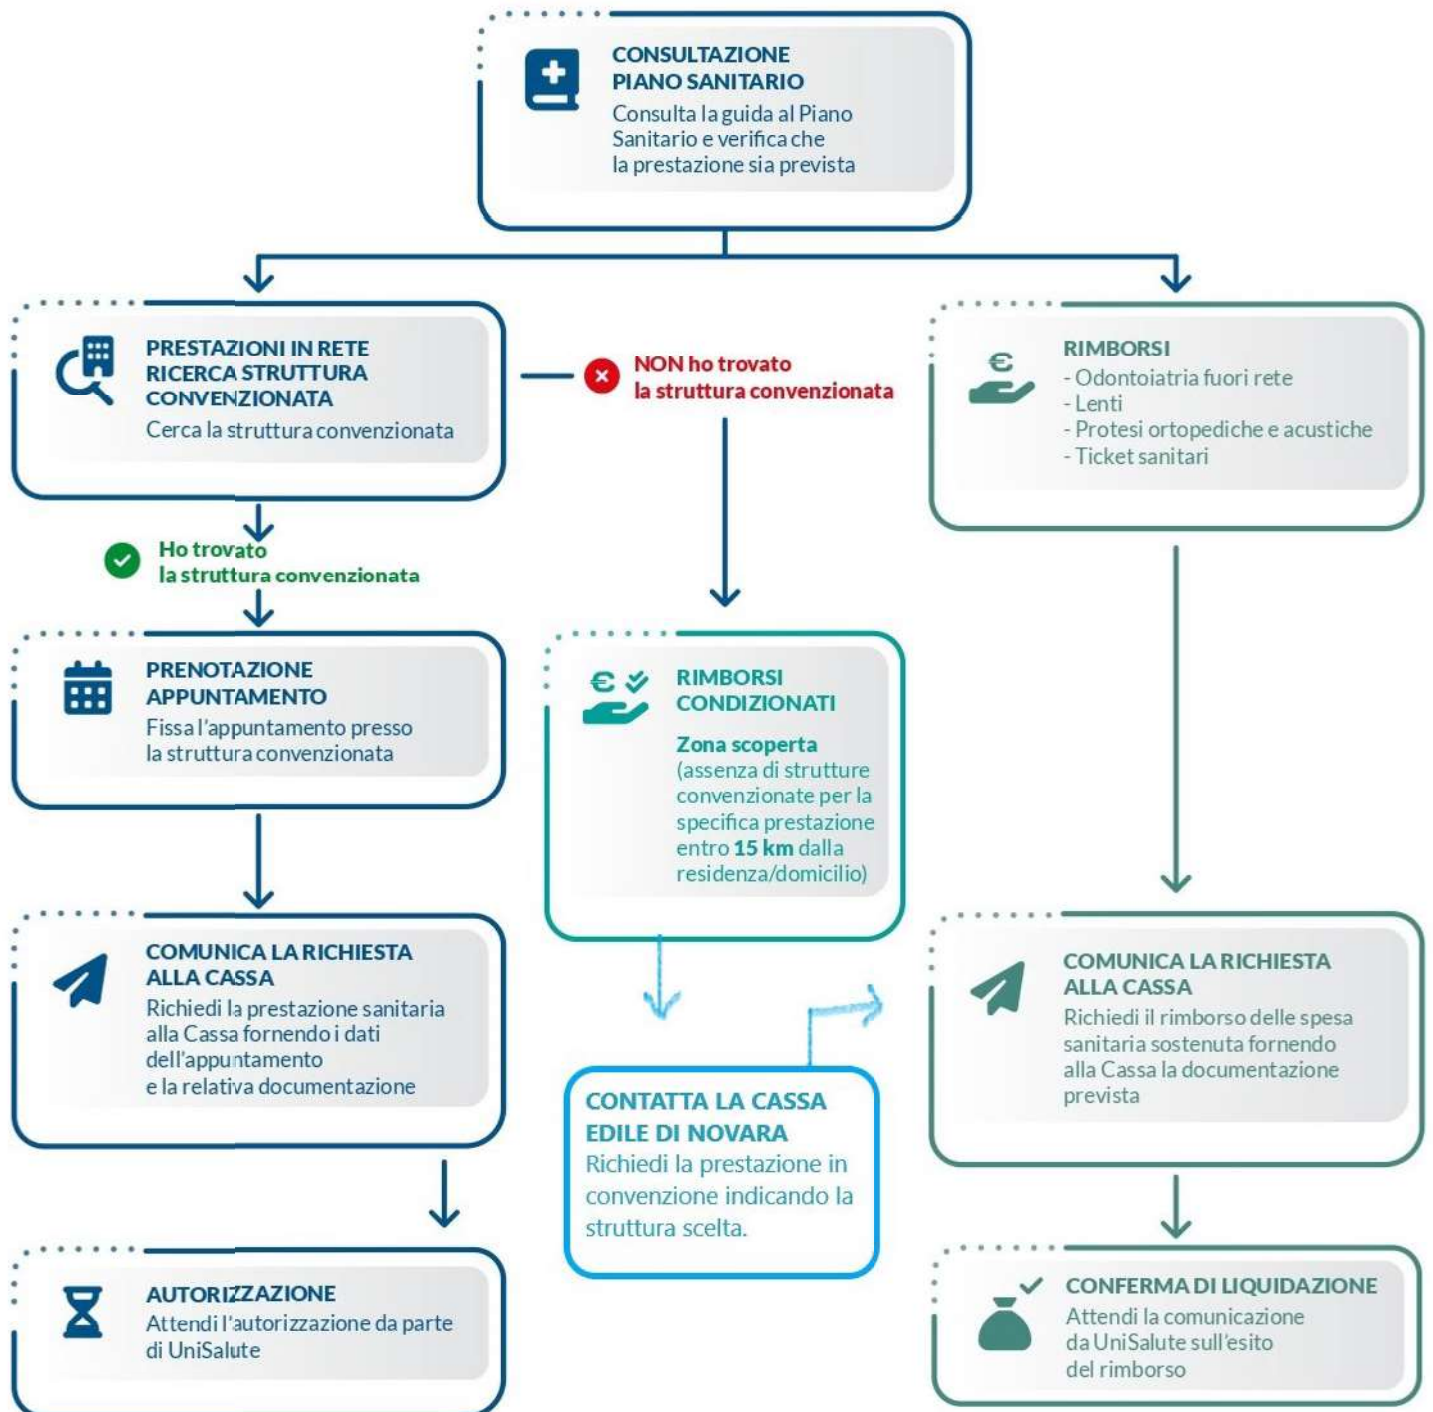 CONSULTAZIONE
PIANO SANITARIO
Consulta la guida al Piano
Sanitario e verifica che
la prestazione sia prevista
PRESTAZIONI IN RETE
RICERCA STRUTTURA
CONVENZIONATA
Cerca la struttura convenzionata
NON ho trovato
la struttura convenzionata
RIMBORSI
- Odontoiatria fuori rete
- Lenti
- Protesi ortopediche e acustiche
- Ticket sanitari
Ho trovato
la struttura convenzionata
PRENOTAZIONE
APPUNTAMENTO
Fissa l'appuntamento presso
la struttura convenzionata
RIMBORSI
CONDIZIONATI
Zona scoperta
(assenza di strutture
convenzionate per la
specifica prestazione
entro 15 km dalla
residenza/domicilio)
COMUNICA LA RICHIESTA
ALLA CASSA
Richiedi la prestazione sanitaria
alla Cassa fornendo i dati
dell'appuntamento
e la relativa documentazione
CONTATTA LA CASSA
EDILE DI NOVARA
Richiedi la prestazione in
convenzione indicando la
struttura scelta.
COMUNICA LA RICHIESTA
ALLA CASSA
Richiedi il rimborso delle spesa
sanitaria sostenuta fornendo
alla Cassa la documentazione
prevista
AUTORIZZAZIONE
Attendi l'autorizzazione da parte
di UniSalute
CONFERMA DI LIQUIDAZIONE
Attendi la comunicazione
da UniSalute sull'esito
del rimborso